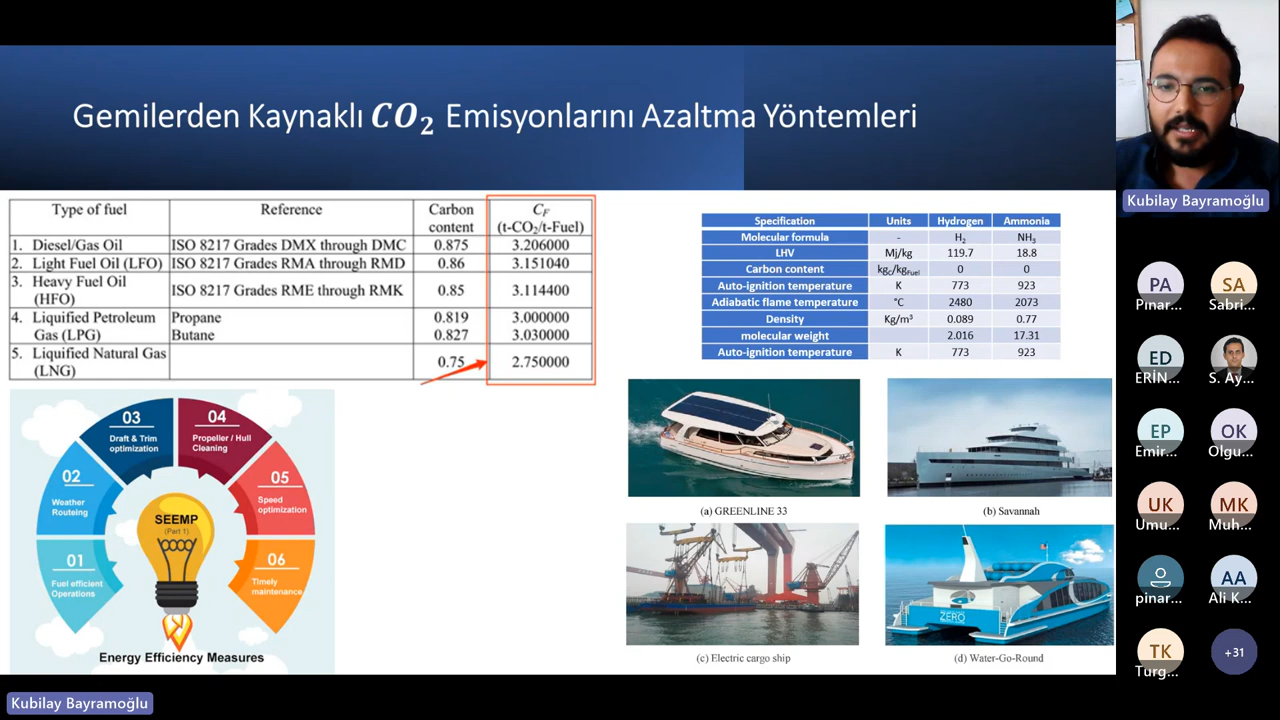 Gemilerden Kaynaklı CO₂ Emisyonlarını Azaltma Yöntemleri
Type of fuel Reference Carbon content C_F (t-CO₂/t-Fuel)
1. Diesel/Gas Oil ISO 8217 Grades DMX through DMC 0.875 3.206000
2. Light Fuel Oil (LFO) ISO 8217 Grades RMA through RMD 0.86 3.151040
3. Heavy Fuel Oil (HFO) ISO 8217 Grades RME through RMK 0.85 3.114400
4. Liquified Petroleum Gas (LPG) Propane 0.819 3.000000
Butane 0.827 3.030000
5. Liquified Natural Gas (LNG) 0.75 2.750000
Specification Units Hydrogen Ammonia
Molecular formula - H₂ NH₃
LHV Mj/kg 119.7 18.8
Carbon content kg_C/kg_Fuel 0 0
Auto-ignition temperature K 773 923
Adiabatic flame temperature °C 2480 2073
Density Kg/m³ 0.089 0.77
molecular weight 2.016 17.31
Auto-ignition temperature K 773 923
01
Fuel efficient
Operations
02
Weather
Routeing
03
Draft & Trim
optimization
04
Propeller / Hull
Cleaning
05
Speed
optimization
06
Timely
maintenance
SEEMP
(Part 1)
Energy Efficiency Measures
(a) GREENLINE 33
(b) Savannah
ZERO
(c) Electric cargo ship
(d) Water-Go-Round
Kubilay Bayramoğlu
PA SA
Pınar... Sabri...
ED
ERİN... S. Ay...
EP OK
Emir... Olgu...
UK MK
Umu... Muh...
AA
pinar... Ali K...
TK +31
Turg...
Kubilay Bayramoğlu